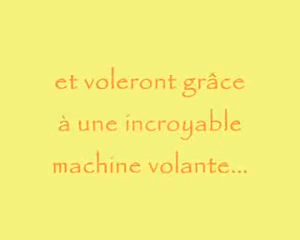 et voleront grâce
à une incroyable
machine volante...